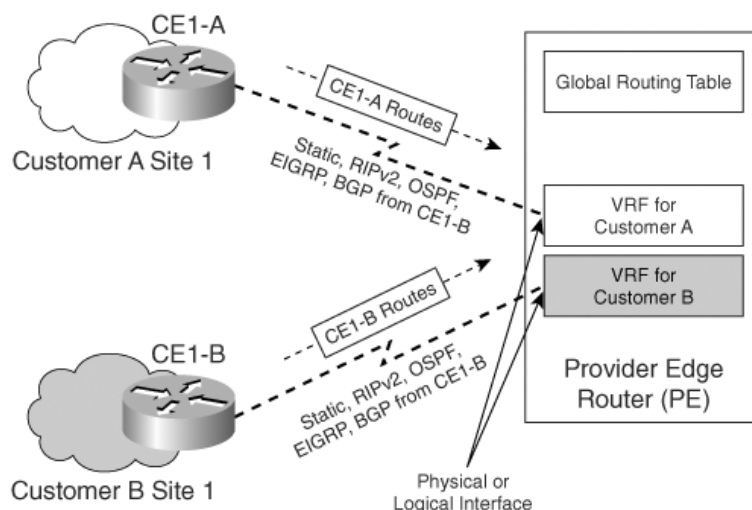 CE1-A
Customer A Site 1
CE1-A Routes
Static, RIPv2, OSPF,
EIGRP, BGP from CE1-B
Global Routing Table
VRF for
Customer A
VRF for
Customer B
CE1-B Routes
CE1-B
Static, RIPv2, OSPF,
EIGRP, BGP from CE1-B
Customer B Site 1
Provider Edge
Router (PE)
Physical or
Logical Interface